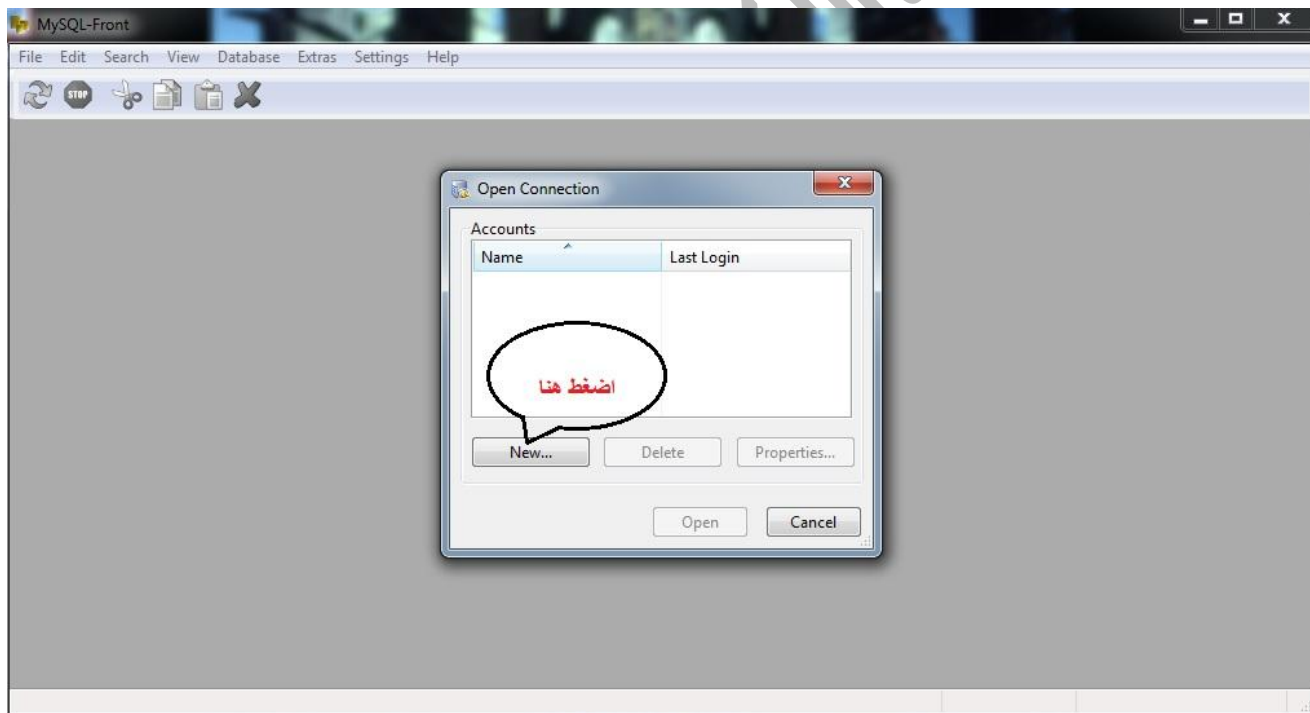 MySQL-Front
File Edit Search View Database Extras Settings Help
STOP
Open Connection
Accounts
Name Last Login
اضغط هنا
New... Delete Properties...
Open Cancel